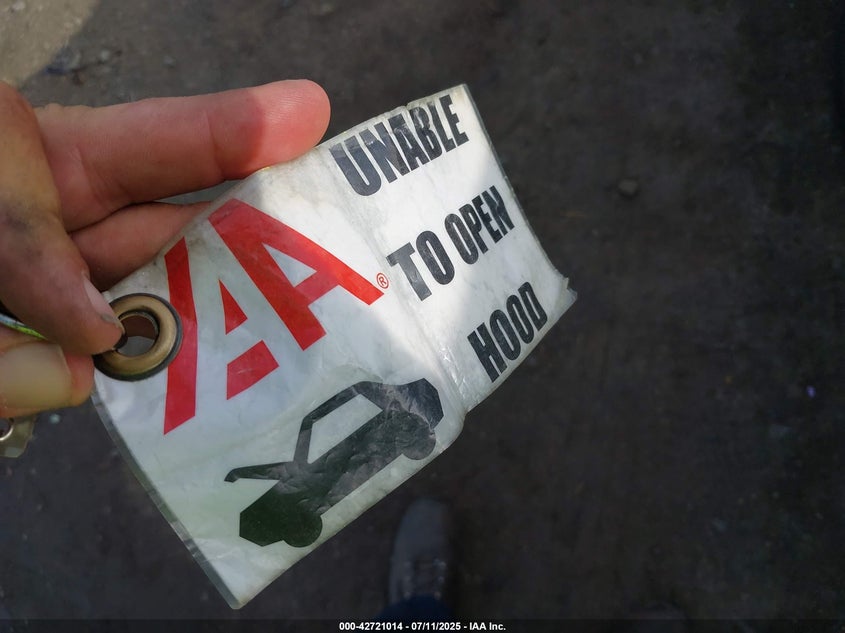 IAA®
UNABLE
TO OPEN
HOOD
000-42721014 - 07/11/2025 - IAA Inc.